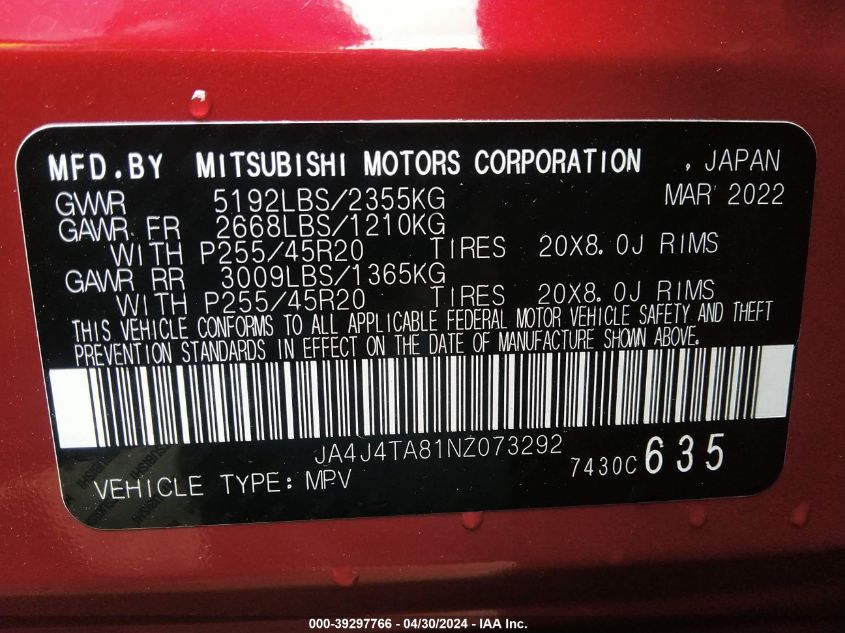 MFD.BY MITSUBISHI MOTORS CORPORATION , JAPAN
GVWR 5192LBS/2355KG MAR' 2022
GAWR FR 2668LBS/1210KG
WITH P255/45R20 TIRES 20X8.0J RIMS
GAWR RR 3009LBS/1365KG
WITH P255/45R20 TIRES 20X8.0J RIMS
THIS VEHICLE CONFORMS TO ALL APPLICABLE FEDERAL MOTOR VEHICLE SAFETY AND THEFT
PREVENTION STANDARDS IN EFFECT ON THE DATE OF MANUFACTURE SHOWN ABOVE.
JA4J4TA81NZ073292
7430C 635
VEHICLE TYPE: MPV
000-39297766 / 04/30/2024 - IAA Inc.